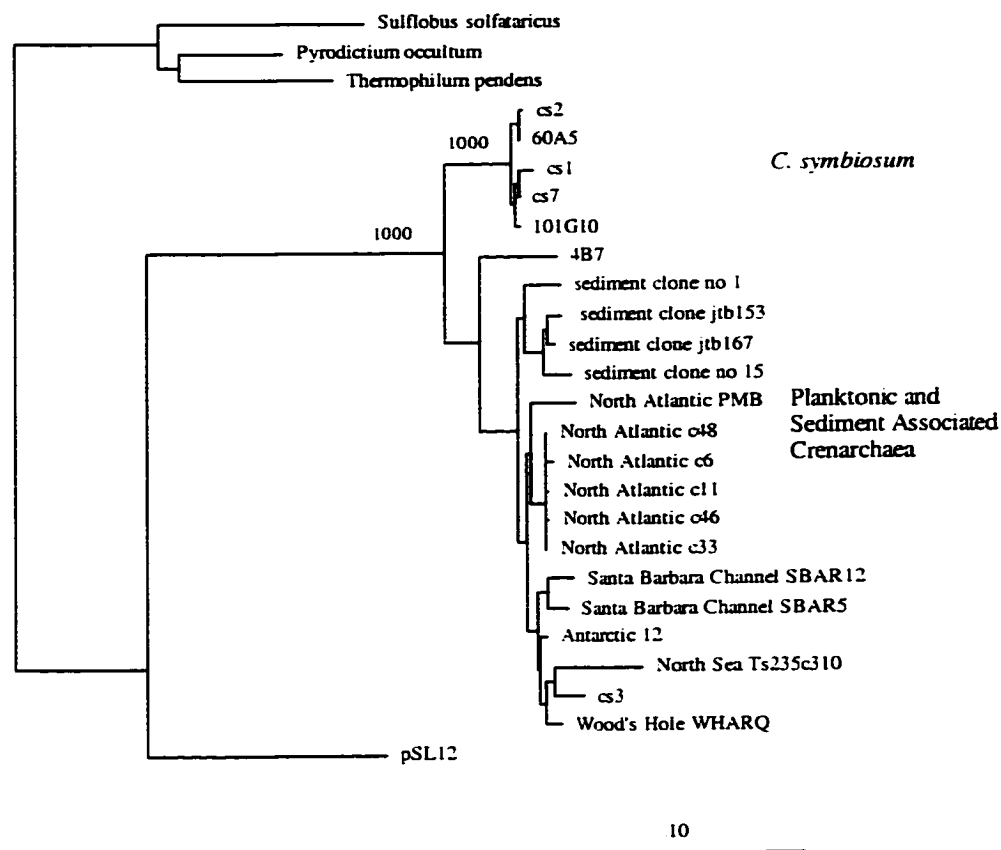 Sulflobus solfataricus
Pyrodictium occultum
Thermophilum pendens
cs2
1000
60A5
C. symbiosum
cs1
cs7
101G10
1000
4B7
sediment clone no 1
sediment clone jtb153
sediment clone jtb167
sediment clone no 15
North Atlantic PMB
Planktonic and
Sediment Associated
Crenarchaea
North Atlantic c48
North Atlantic c6
North Atlantic c11
North Atlantic c46
North Atlantic c33
Santa Barbara Channel SBAR12
Santa Barbara Channel SBAR5
Antarctic 12
North Sea Ts235c310
cs3
Wood's Hole WHARQ
pSL12
10